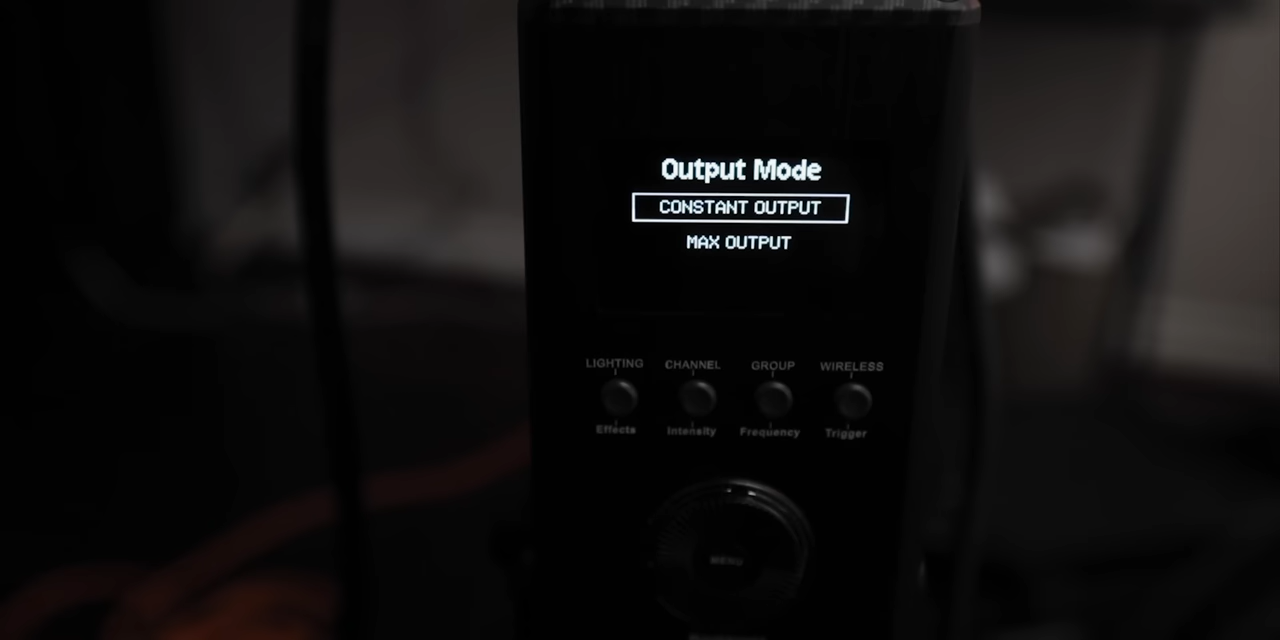 Output Mode
CONSTANT OUTPUT
MAX OUTPUT
LIGHTING CHANNEL GROUP WIRELESS
Effects Intensity Frequency Trigger
MENU